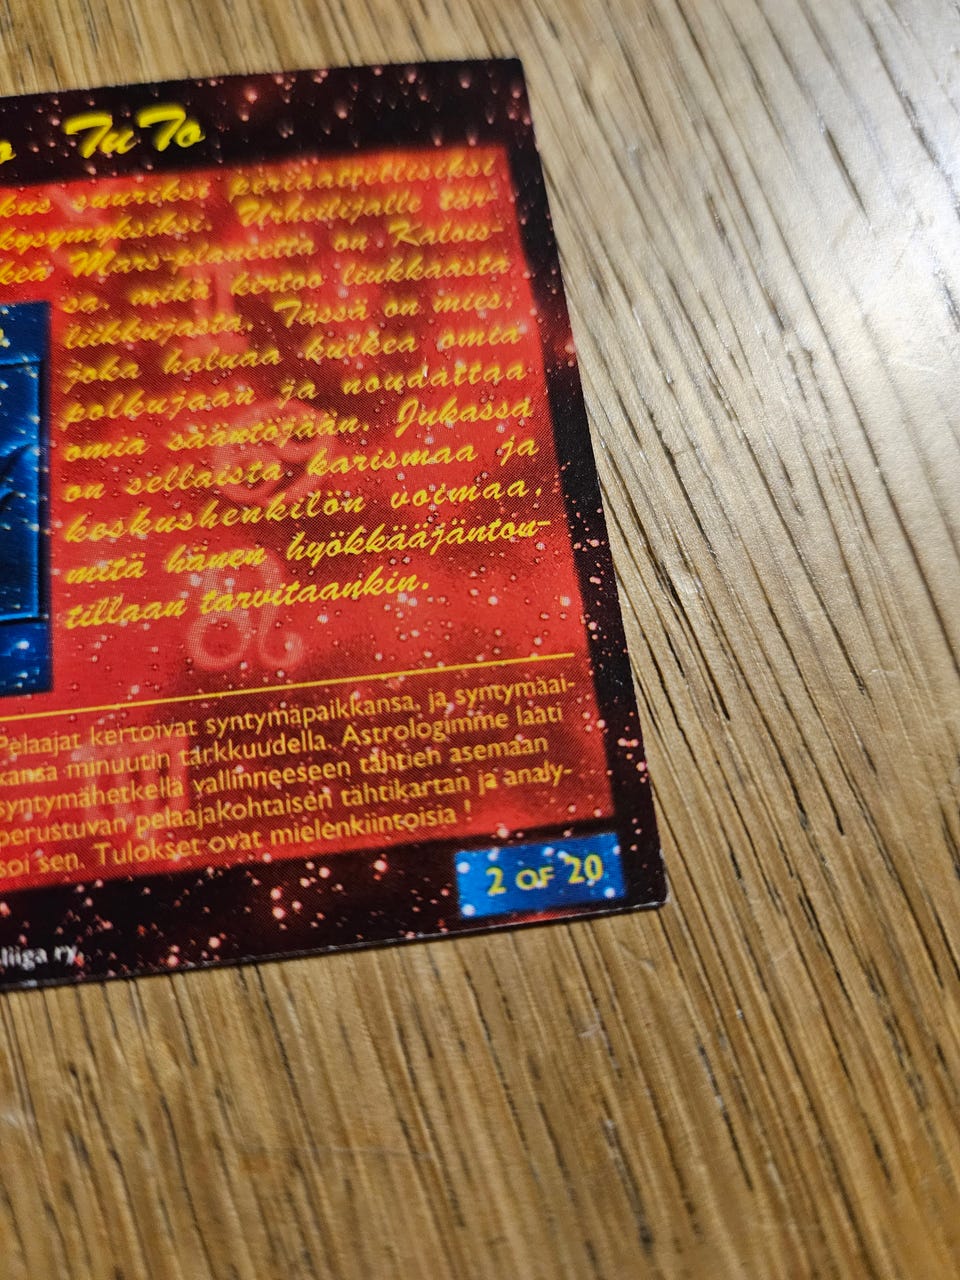 o TuTo
kus suuriksi periaatteellisiksi
kysymyksiksi Urheilijalle tär-
keä Mars-planeetta on Kalois-
sa, mikä kertoo liukkaasta
liikkujasta. Tässä on mies,
joka haluaa kulkea omia
polkujaan ja noudattaa
omia sääntöjään. Jukassa
on sellaista karismaa ja
keskushenkilön voimaa,
mitä hänen hyökkääjänton-
tillaan tarvitaankin.
Pelaajat kertoivat syntymäpaikkansa, ja syntymäai-
kansa minuutin tarkkuudella. Astrologimme laati
syntymähetkellä vallinneeseen tähtien asemaan
perustuvan pelaajakohtaisen tähtikartan ja analy-
soi sen. Tulokset ovat mielenkiintoisia !
2 OF 20
liiga ry